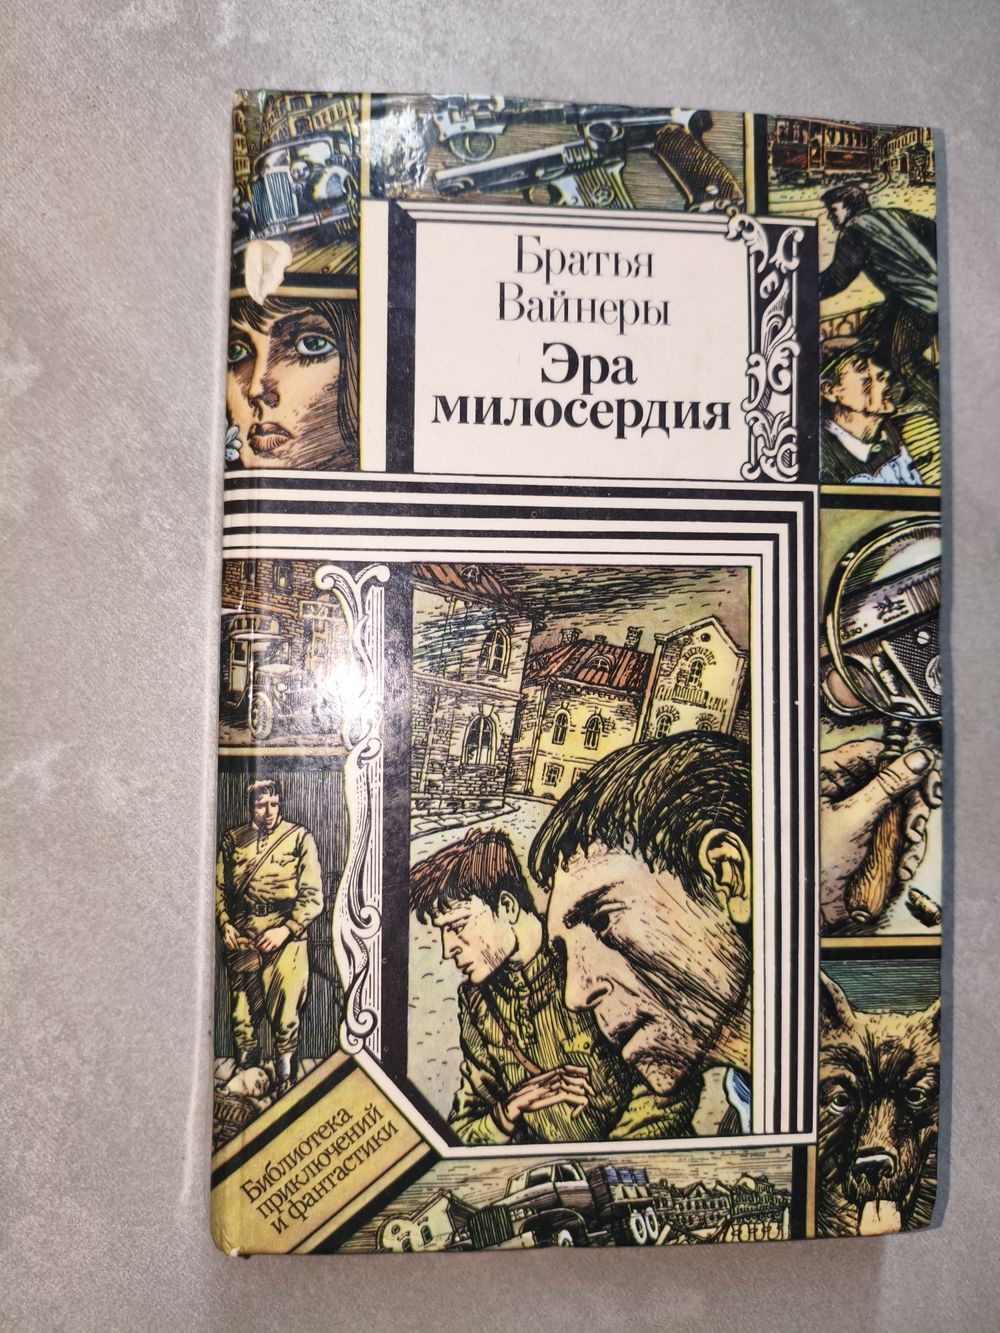 Братья
Вайнеры
Эра
милосердия
Библиотека
приключений
и фантастики